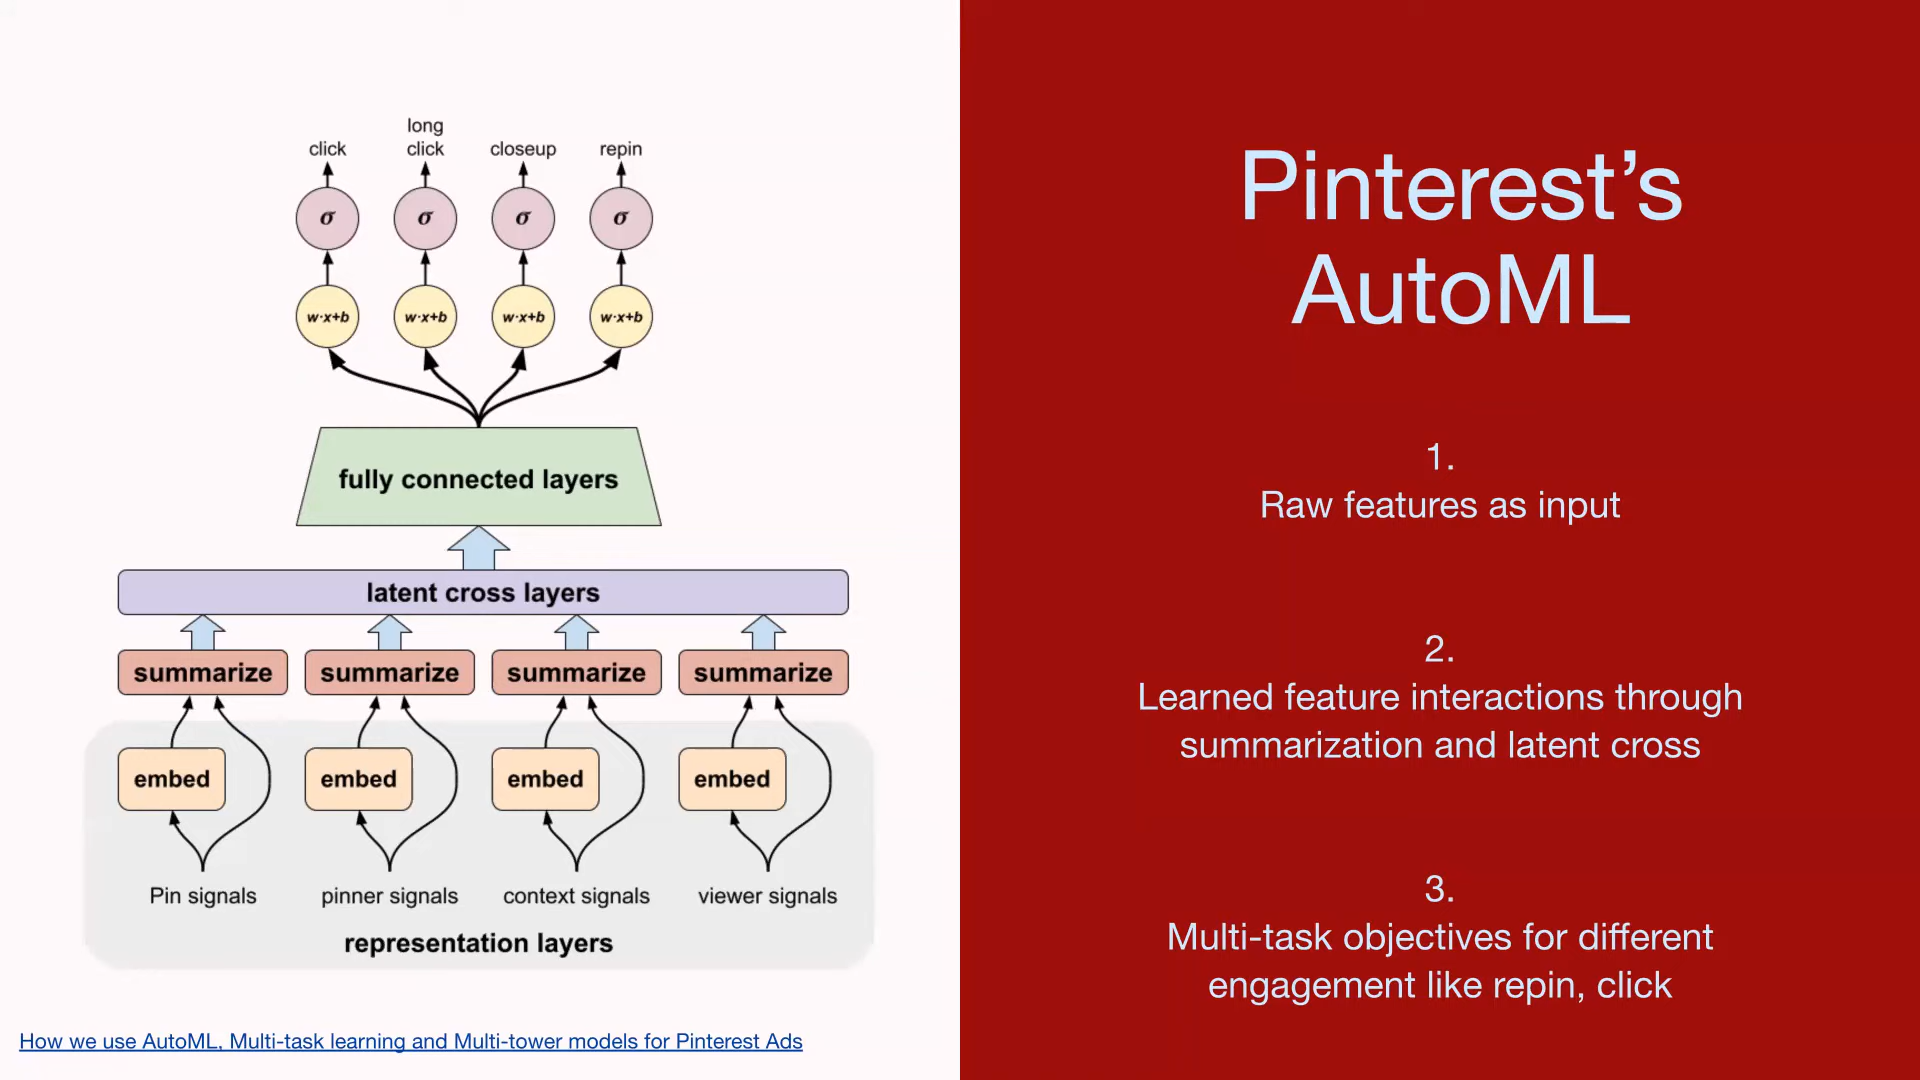 long
click
click
closeup
repin
σ
σ
σ
σ
w·x+b
w·x+b
w·x+b
w·x+b
fully connected layers
latent cross layers
summarize
summarize
summarize
summarize
embed
embed
embed
embed
Pin signals
pinner signals
context signals
viewer signals
representation layers
How we use AutoML, Multi-task learning and Multi-tower models for Pinterest Ads
Pinterest’s
AutoML
1.
Raw features as input
2.
Learned feature interactions through
summarization and latent cross
3.
Multi-task objectives for different
engagement like repin, click